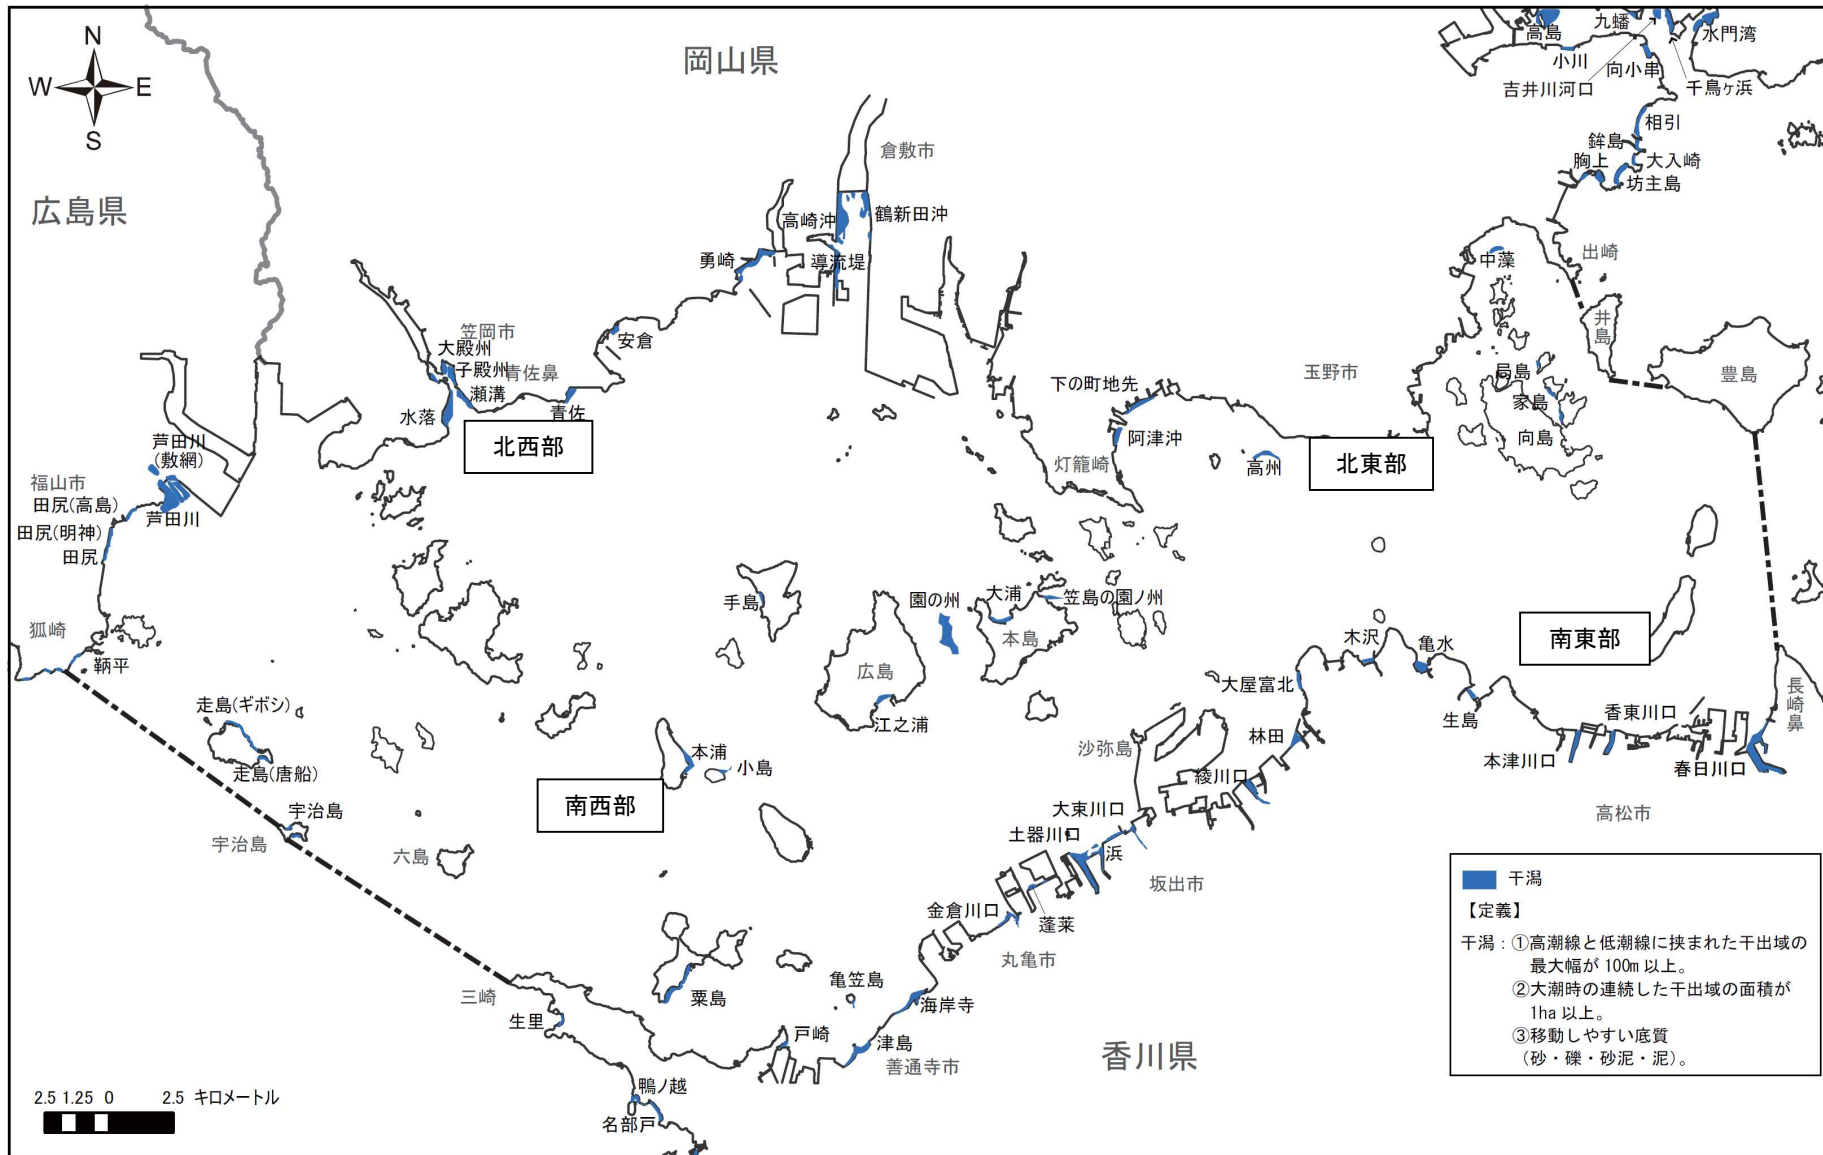 N
W
E
S
岡山県
広島県
香川県
高島
九蟠
水門湾
小川
向小串
吉井川河口
千鳥ヶ浜
相引
鉾島
胸上
大入崎
坊主島
倉敷市
高崎沖
鶴新田沖
勇崎
導流堤
出崎
中藻
井島
豊島
笠岡市
安倉
大殿州
子殿州
青佐鼻
瀬溝
水落
青佐
北西部
玉野市
下の町地先
阿津沖
灯籠崎
高州
北東部
局島
家島
向島
芦田川
(敷網)
福山市
田尻(高島)
芦田川
田尻(明神)
田尻
狐崎
鞆平
手島
園の州
大浦
笠島の園ノ州
本島
広島
江之浦
南東部
木沢
亀水
大屋富北
生島
香東川口
長崎鼻
林田
本津川口
春日川口
沙弥島
綾川口
高松市
走島(ギボシ)
走島(唐船)
本浦
小島
南西部
宇治島
宇治島
六島
大東川口
土器川口
浜
坂出市
金倉川口
蓬莱
丸亀市
三崎
生里
粟島
亀笠島
海岸寺
戸崎
津島
善通寺市
鴨ノ越
名部戸
2.5 1.25 0 2.5 キロメートル
干潟
【定義】
干潟：①高潮線と低潮線に挟まれた干出域の
最大幅が 100m 以上。
②大潮時の連続した干出域の面積が
1ha 以上。
③移動しやすい底質
（砂・礫・砂泥・泥）。